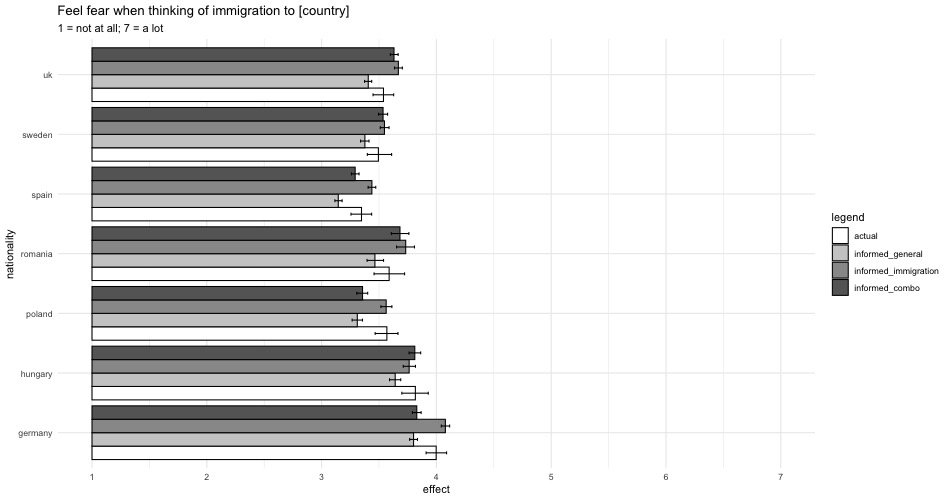 Feel fear when thinking of immigration to [country]
1 = not at all; 7 = a lot
nationality
uk
sweden
spain
romania
poland
hungary
germany
1 2 3 4 5 6 7
effect
legend
actual
informed_general
informed_immigration
informed_combo